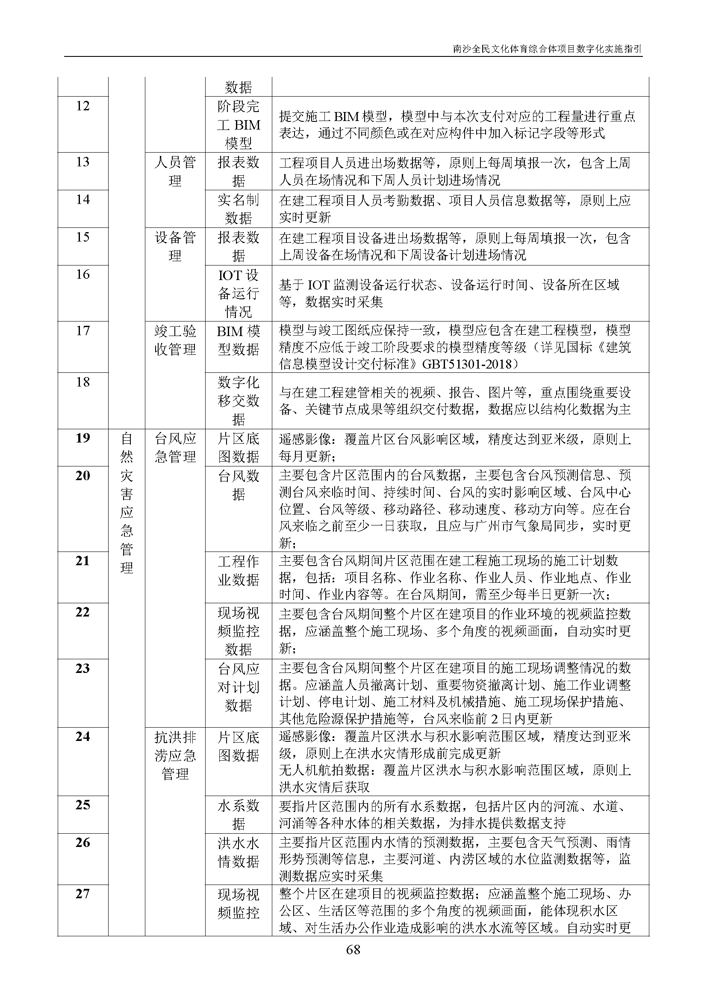 南沙全民文化体育综合体项目数字化实施指引
数据
12
阶段完
工 BIM
模型
提交施工 BIM 模型，模型中与本次支付对应的工程量进行重点
表达，通过不同颜色或在对应构件中加入标记字段等形式
13
人员管
理
报表数
据
工程项目人员进出场数据等，原则上每周填报一次，包含上周
人员在场情况和下周人员计划进场情况
14
实名制
数据
在建工程项目人员考勤数据、项目人员信息数据等，原则上应
实时更新
15
设备管
理
报表数
据
在建工程项目设备进出场数据等，原则上每周填报一次，包含
上周设备在场情况和下周设备计划进场情况
16
IOT 设
备运行
情况
基于 IOT 监测设备运行状态、设备运行时间、设备所在区域
等，数据实时采集
17
竣工验
收管理
BIM 模
型数据
模型与竣工图纸应保持一致，模型应包含在建工程模型，模型
精度不应低于竣工阶段要求的模型精度等级（详见国标《建筑
信息模型设计交付标准》GBT51301-2018）
18
数字化
移交数
据
与在建工程建管相关的视频、报告、图片等，重点围绕重要设
备、关键节点成果等组织交付数据，数据应以结构化数据为主
19
自
然
灾
害
应
急
管
理
台风应
急管理
片区底
图数据
遥感影像：覆盖片区台风影响区域，精度达到亚米级，原则上
每月更新；
20
台风数
据
主要包含片区范围内的台风数据，主要包含台风预测信息、预
测台风来临时间、持续时间、台风的实时影响区域、台风中心
位置、台风等级、移动路径、移动速度、移动方向等。应在台
风来临之前至少一日获取，且应与广州市气象局同步，实时更
新；
21
工程作
业数据
主要包含台风期间片区范围在建工程施工现场的施工计划数
据，包括：项目名称、作业名称、作业人员、作业地点、作业
时间、作业内容等。在台风期间，需至少每半日更新一次；
22
现场视
频监控
数据
主要包含台风期间整个片区在建项目的作业环境的视频监控数
据，应涵盖整个施工现场、多个角度的视频画面，自动实时更
新；
23
台风应
对计划
数据
主要包含台风期间整个片区在建项目的施工现场调整情况的数
据。应涵盖人员撤离计划、重要物资撤离计划、施工作业调整
计划、停电计划、施工材料及机械措施、施工现场保护措施、
其他危险源保护措施等，台风来临前 2 日内更新
24
抗洪排
涝应急
管理
片区底
图数据
遥感影像：覆盖片区洪水与积水影响范围区域，精度达到亚米
级，原则上在洪水灾情形成前完成更新
无人机航拍数据：覆盖片区洪水与积水影响范围区域，原则上
洪水灾情后获取
25
水系数
据
要指片区范围内的所有水系数据，包括片区内的河流、水道、
河涌等各种水体的相关数据，为排水提供数据支持
26
洪水水
情数据
主要指片区范围内水情的预测数据，主要包含天气预测、雨情
形势预测等信息，主要河道、内涝区域的水位监测数据等，监
测数据应实时采集
27
现场视
频监控
整个片区在建项目的视频监控数据；应涵盖整个施工现场、办
公区、生活区等范围的多个角度的视频画面，能体现积水区
域、对生活办公作业造成影响的洪水水流等区域。自动实时更
68